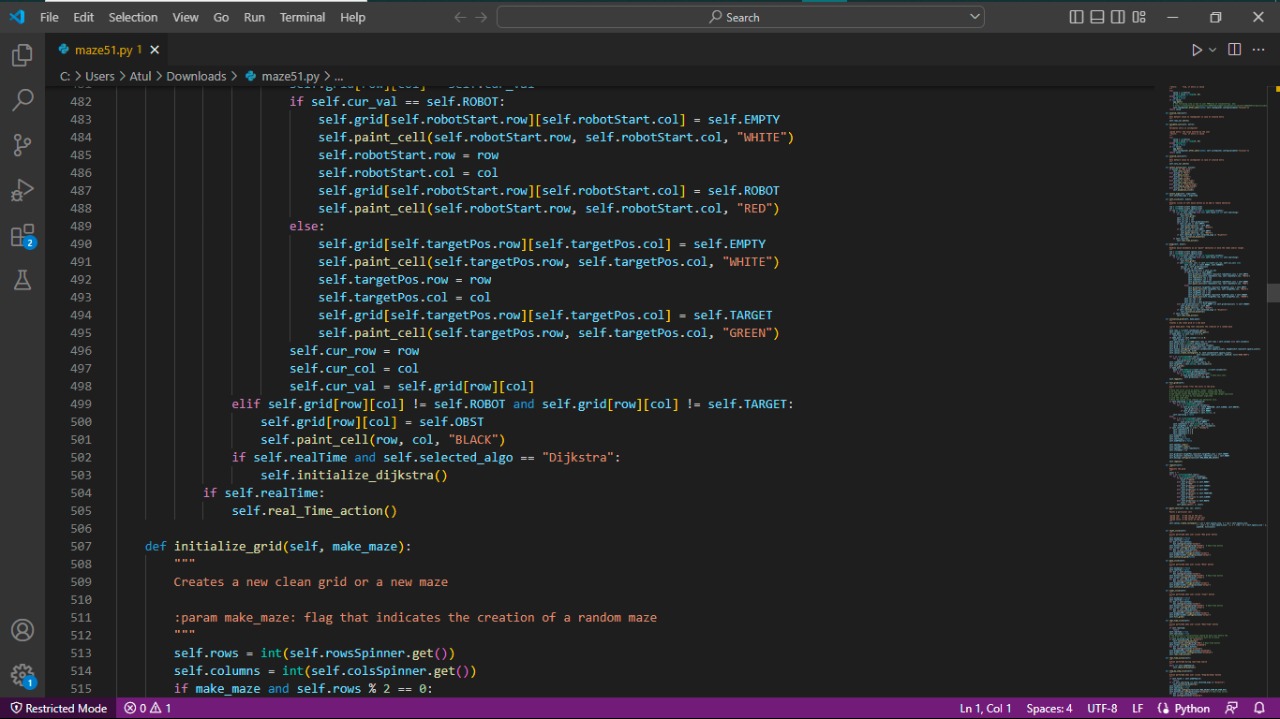 File Edit Selection View Go Run Terminal Help Search
maze51.py 1
C: > Users > Atul > Downloads > maze51.py > ...
482 if self.cur_val == self.ROBOT:
483 self.grid[self.robotStart.row][self.robotStart.col] = self.EMPTY
484 self.paint_cell(self.robotStart.row, self.robotStart.col, "WHITE")
485 self.robotStart.row = row
486 self.robotStart.col = col
487 self.grid[self.robotStart.row][self.robotStart.col] = self.ROBOT
488 self.paint_cell(self.robotStart.row, self.robotStart.col, "RED")
489 else:
490 self.grid[self.targetPos.row][self.targetPos.col] = self.EMPTY
491 self.paint_cell(self.targetPos.row, self.targetPos.col, "WHITE")
492 self.targetPos.row = row
493 self.targetPos.col = col
494 self.grid[self.targetPos.row][self.targetPos.col] = self.TARGET
495 self.paint_cell(self.targetPos.row, self.targetPos.col, "GREEN")
496 self.cur_row = row
497 self.cur_col = col
498 self.cur_val = self.grid[row][col]
499 elif self.grid[row][col] != self.ROBOT and self.grid[row][col] != self.TARGET:
500 self.grid[row][col] = self.OBST
501 self.paint_cell(row, col, "BLACK")
502 if self.realTime and self.selected_algo == "Dijkstra":
503 self.initialize_dijkstra()
504 if self.realTime:
505 self.real_Time_action()
506
507 def initialize_grid(self, make_maze):
508 """
509 Creates a new clean grid or a new maze
510
511 :param make_maze: flag that indicates the creation of a random maze
512 """
513 self.rows = int(self.rowsSpinner.get())
514 self.columns = int(self.colsSpinner.get())
515 if make_maze and self.rows % 2 == 0:
2
1
Restricted Mode 0 1 Ln 1, Col 1 Spaces: 4 UTF-8 LF Python